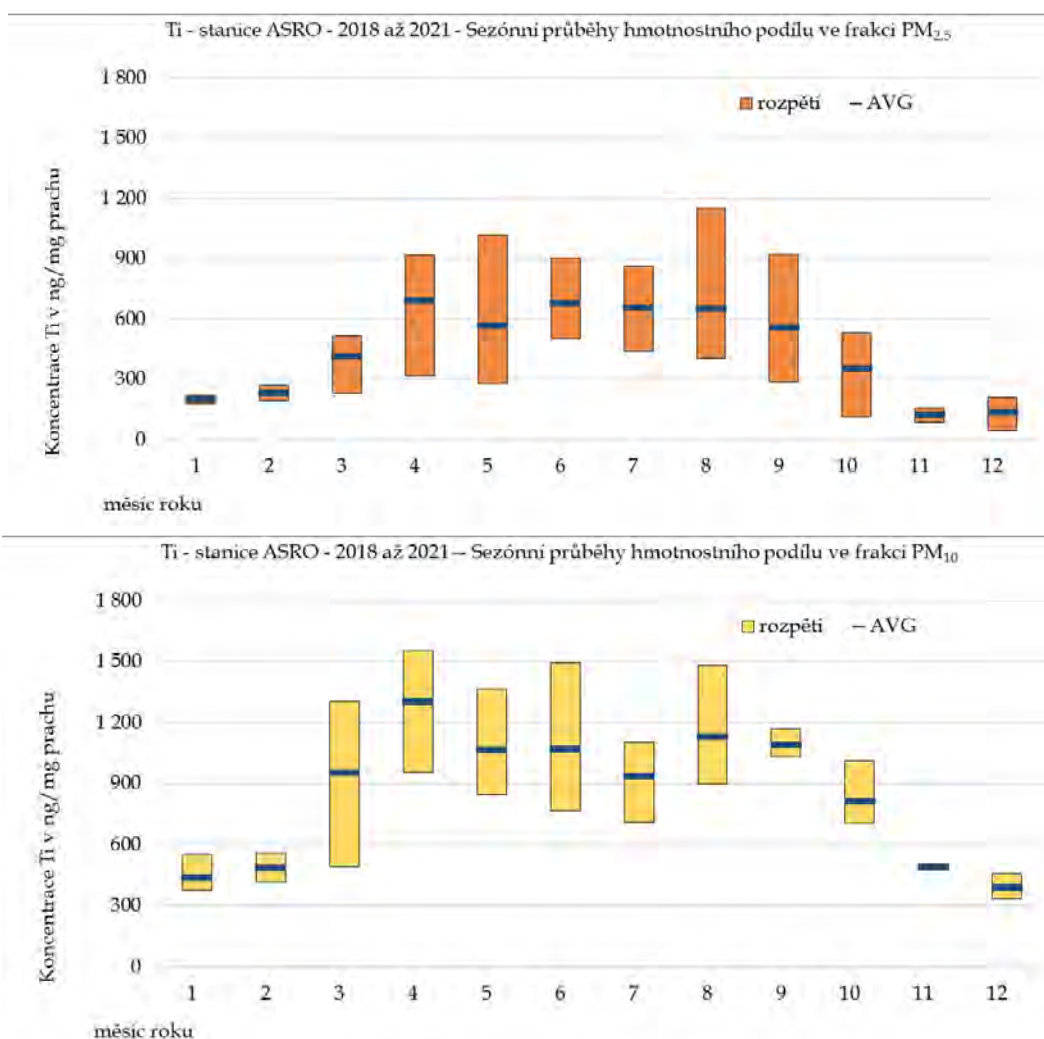 Ti - stanice ASRO - 2018 až 2021 - Sezónní průběhy hmotnostního podílu ve frakci PM2,5
1 800
rozpětí – AVG
1 500
1 200
900
600
300
0
Koncentrace Ti v ng/mg prachu
1 2 3 4 5 6 7 8 9 10 11 12
měsíc roku
Ti - stanice ASRO - 2018 až 2021 – Sezónní průběhy hmotnostního podílu ve frakci PM10
1 800
rozpětí – AVG
1 500
1 200
900
600
300
0
Koncentrace Ti v ng/mg prachu
1 2 3 4 5 6 7 8 9 10 11 12
měsíc roku